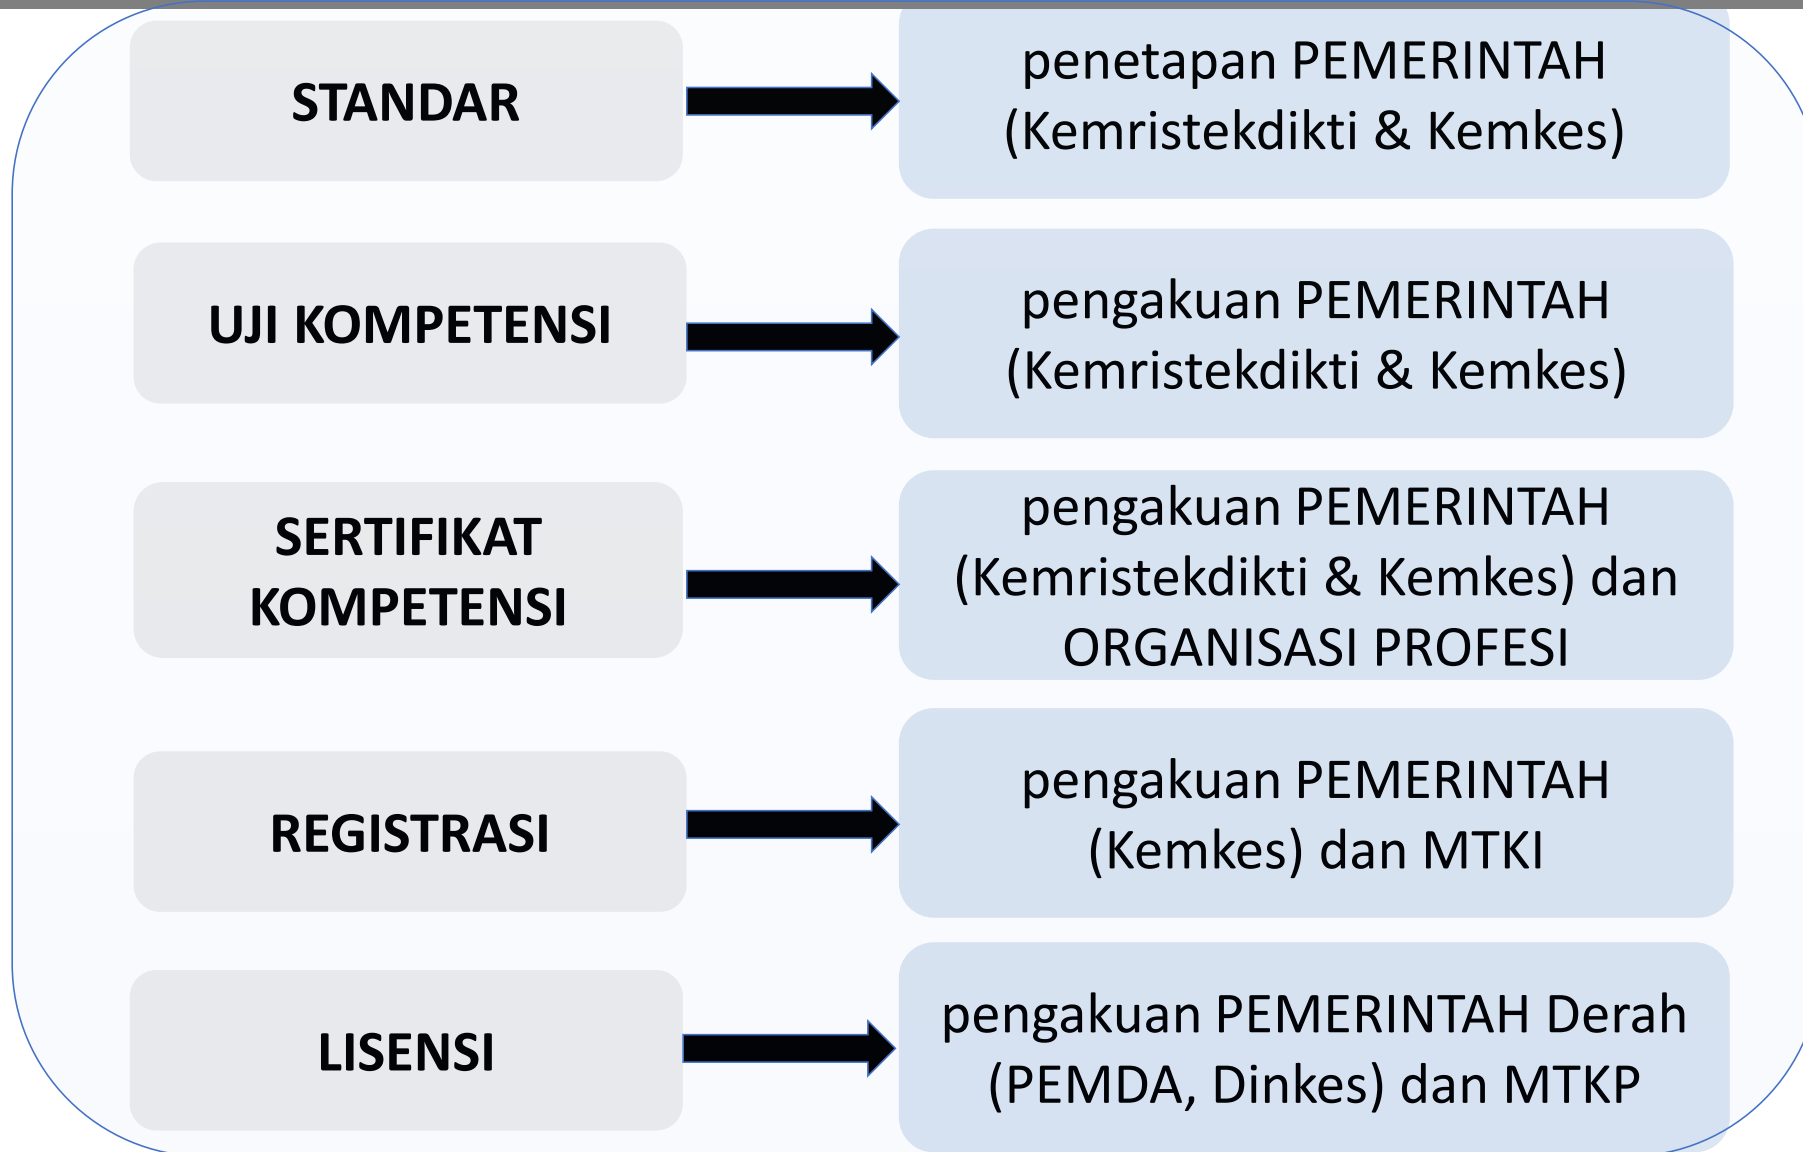 STANDAR
penetapan PEMERINTAH
(Kemristekdikti & Kemkes)
UJI KOMPETENSI
pengakuan PEMERINTAH
(Kemristekdikti & Kemkes)
SERTIFIKAT
KOMPETENSI
pengakuan PEMERINTAH
(Kemristekdikti & Kemkes) dan
ORGANISASI PROFESI
REGISTRASI
pengakuan PEMERINTAH
(Kemkes) dan MTKI
LISENSI
pengakuan PEMERINTAH Derah
(PEMDA, Dinkes) dan MTKP